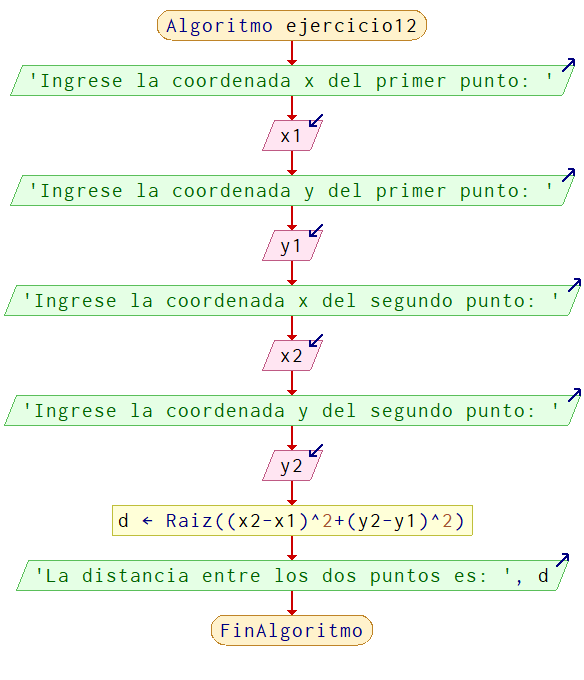 Algoritmo ejercicio12
'Ingrese la coordenada x del primer punto: '
x1
'Ingrese la coordenada y del primer punto: '
y1
'Ingrese la coordenada x del segundo punto: '
x2
'Ingrese la coordenada y del segundo punto: '
y2
d ← Raiz((x2-x1)^2+(y2-y1)^2)
'La distancia entre los dos puntos es: ', d
FinAlgoritmo